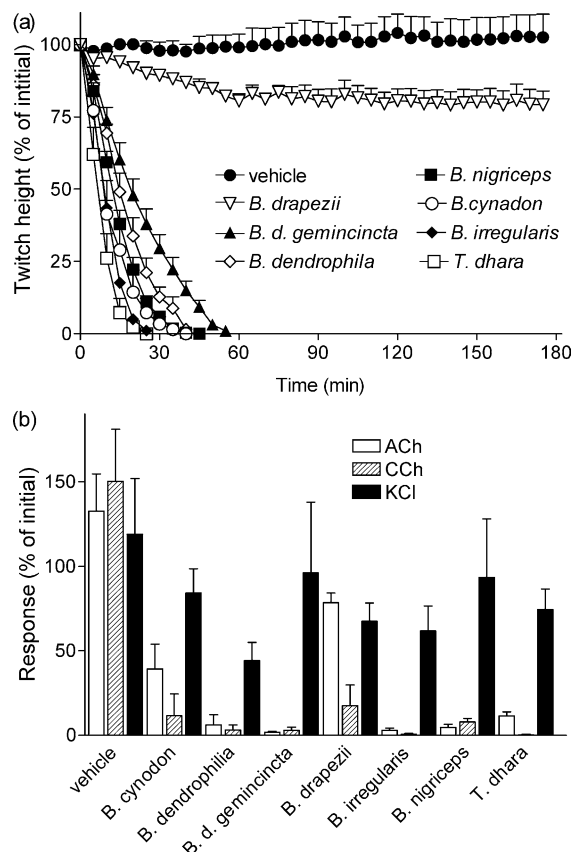 (a)
Twitch height (% of intitial)
100
75
50
25
0
vehicle
B. drapezii
B. d. gemincincta
B. dendrophila
B. nigriceps
B.cynadon
B. irregularis
T. dhara
0 30 60 90 120 150 180
Time (min)
(b)
Response (% of initial)
150
100
50
0
ACh
CCh
KCl
vehicle
B. cynodon
B. dendrophilia
B. d. gemincincta
B. drapezii
B. irregularis
B. nigriceps
T. dhara